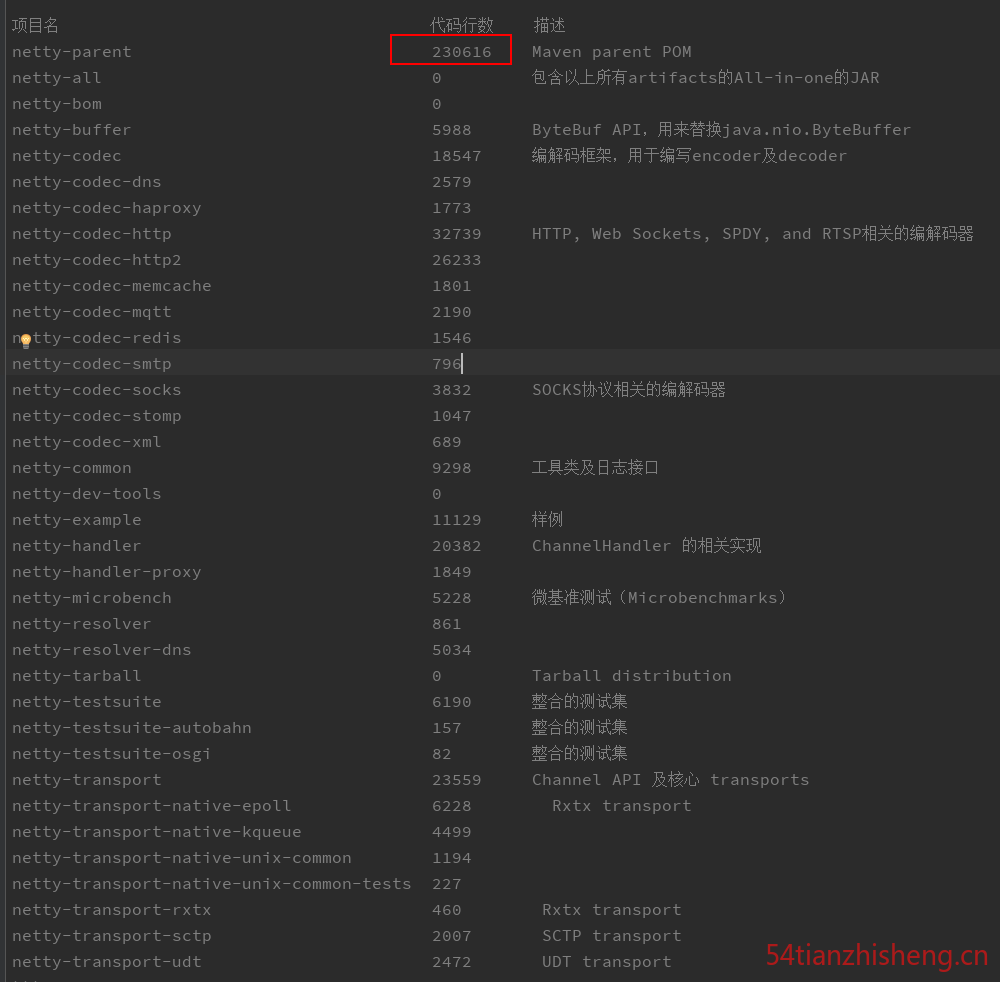 项目名 代码行数 描述
netty-parent 230616 Maven parent POM
netty-all 0 包含以上所有artifacts的All-in-one的JAR
netty-bom 0
netty-buffer 5988 ByteBuf API，用来替换java.nio.ByteBuffer
netty-codec 18547 编解码框架，用于编写encoder及decoder
netty-codec-dns 2579
netty-codec-haproxy 1773
netty-codec-http 32739 HTTP, Web Sockets, SPDY, and RTSP相关的编解码器
netty-codec-http2 26233
netty-codec-memcache 1801
netty-codec-mqtt 2190
netty-codec-redis 1546
netty-codec-smtp 796
netty-codec-socks 3832 SOCKS协议相关的编解码器
netty-codec-stomp 1047
netty-codec-xml 689
netty-common 9298 工具类及日志接口
netty-dev-tools 0
netty-example 11129 样例
netty-handler 20382 ChannelHandler 的相关实现
netty-handler-proxy 1849
netty-microbench 5228 微基准测试（Microbenchmarks）
netty-resolver 861
netty-resolver-dns 5034
netty-tarball 0 Tarball distribution
netty-testsuite 6190 整合的测试集
netty-testsuite-autobahn 157 整合的测试集
netty-testsuite-osgi 82 整合的测试集
netty-transport 23559 Channel API 及核心 transports
netty-transport-native-epoll 6228 Rxtx transport
netty-transport-native-kqueue 4499
netty-transport-native-unix-common 1194
netty-transport-native-unix-common-tests 227
netty-transport-rxtx 460 Rxtx transport
netty-transport-sctp 2007 SCTP transport
netty-transport-udt 2472 UDT transport
54tianzhisheng.cn